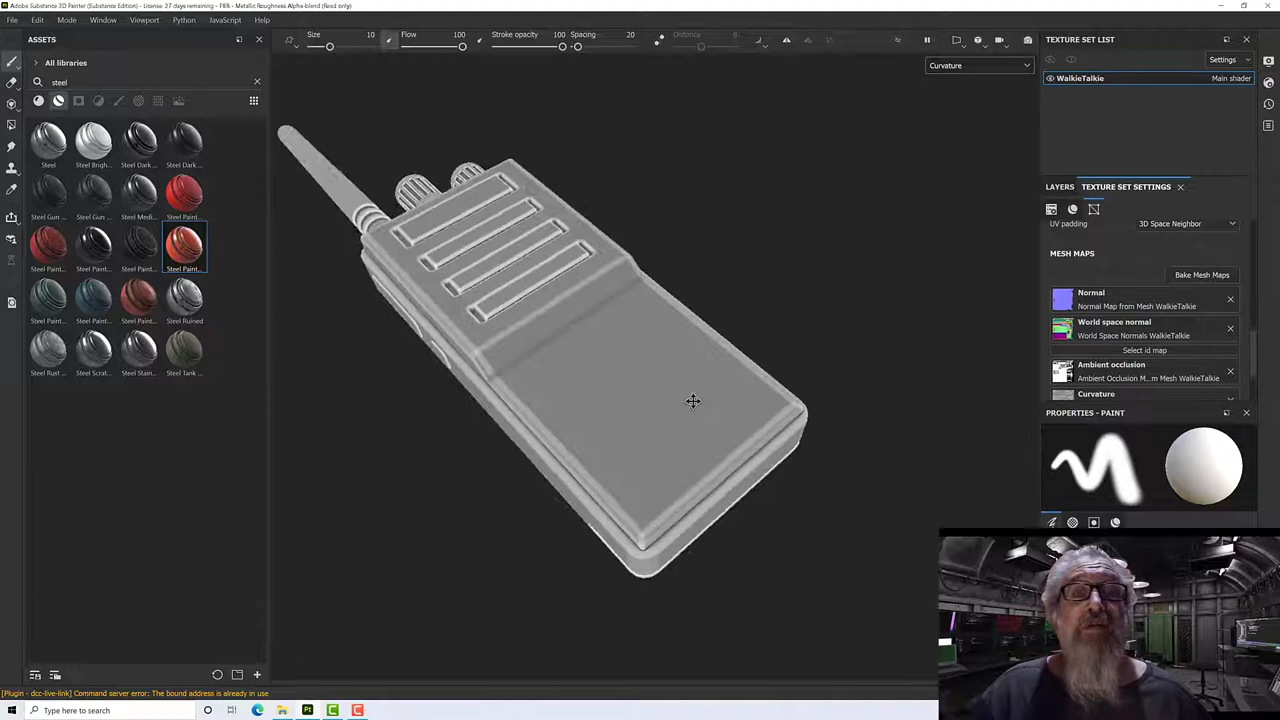 Adobe Substance 3D Painter (Substance Edition) - License: 27 days remaining - PBR - Metallic Roughness Alpha-blend (Read only)
File Edit Mode Window Viewport Python JavaScript Help
ASSETS
Size 10 Flow 100 Stroke opacity 100 Spacing 20 Distance 8
TEXTURE SET LIST
All libraries
Settings
Curvature
steel
WalkieTalkie Main shader
Steel Steel Brigh... Steel Dark ... Steel Dark ...
LAYERS TEXTURE SET SETTINGS
Steel Gun ... Steel Gun ... Steel Medi... Steel Paint...
UV padding 3D Space Neighbor
MESH MAPS
Steel Paint... Steel Paint... Steel Paint... Steel Paint...
Bake Mesh Maps
Normal
Normal Map from Mesh WalkieTalkie
Steel Paint... Steel Paint... Steel Paint... Steel Ruined
World space normal
World Space Normals WalkieTalkie
Select id map
Ambient occlusion
Ambient Occlusion M...m Mesh WalkieTalkie
Steel Rust ... Steel Scrat... Steel Stain... Steel Tank ...
Curvature
PROPERTIES - PAINT
[Plugin - dcc-live-link] Command server error: The bound address is already in use
Type here to search
Pt